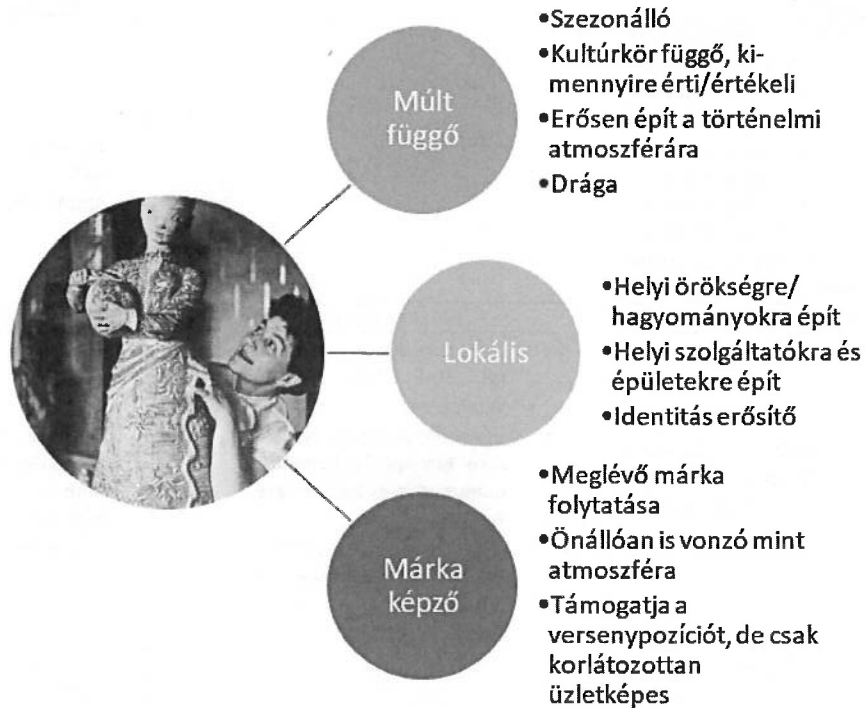 Múlt
függő
•Szezonálló
•Kultúrkör függő, ki-
mennyire érti/értékeli
•Erősen épít a történelmi
atmoszférára
•Drága
Lokális
•Helyi örökségre/
hagyományokra épít
•Helyi szolgáltatókra és
épületekre épít
•Identitás erősítő
Márka
képző
•Meglévő márka
folytatása
•Önállóan is vonzó mint
atmoszféra
•Támogatja a
versenypozíciót, de csak
korlátozottan
üzletképes